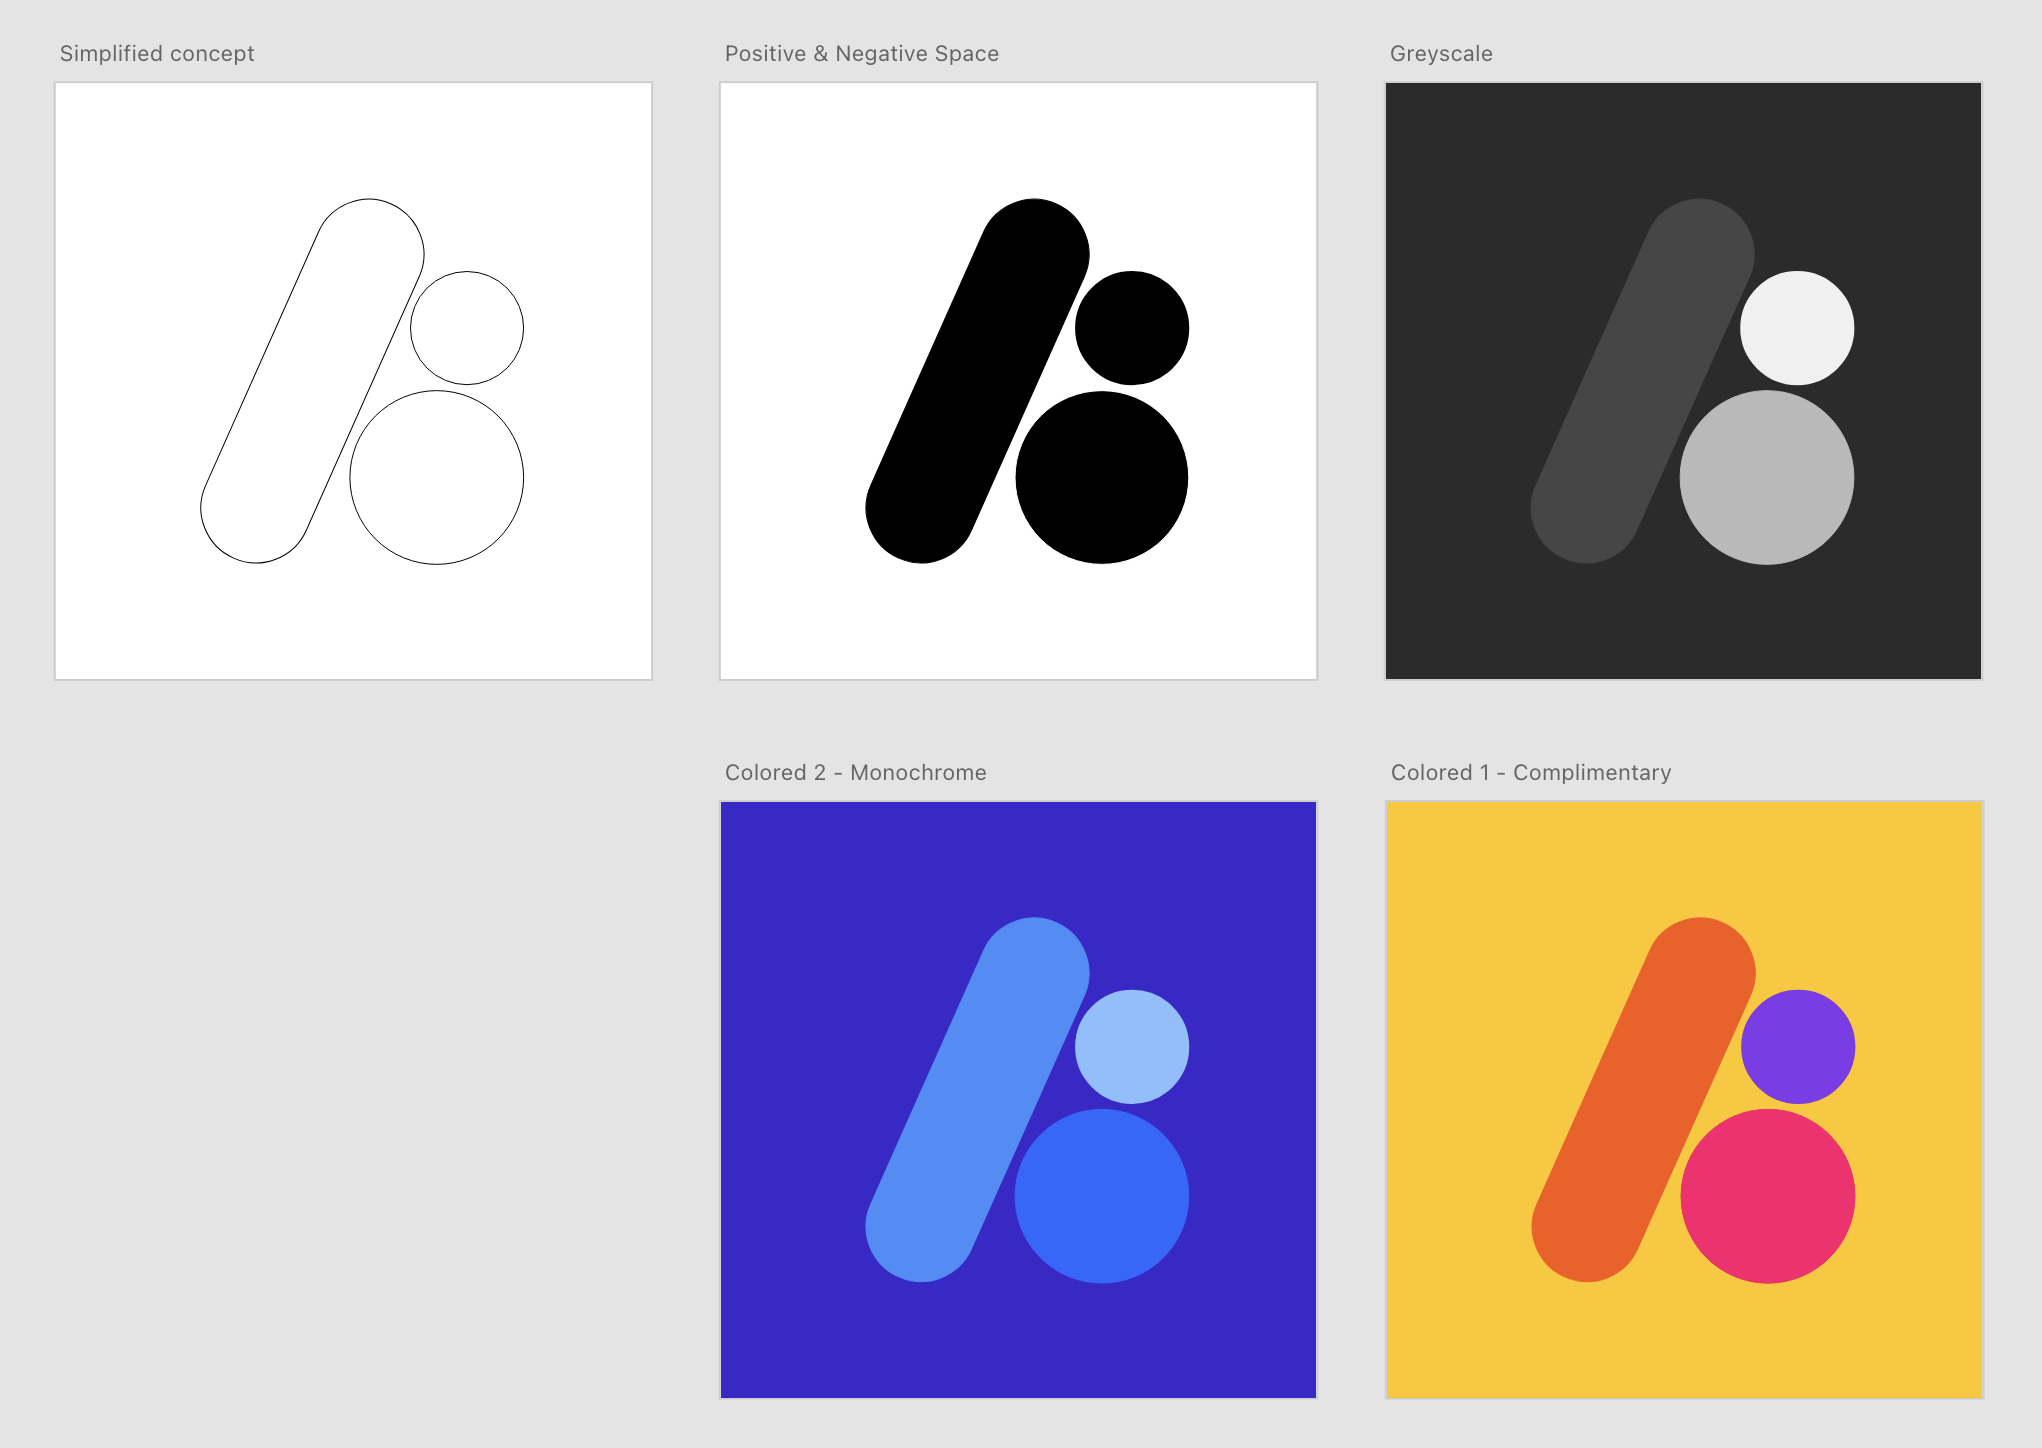 Simplified concept
Positive & Negative Space
Greyscale
Colored 2 - Monochrome
Colored 1 - Complimentary